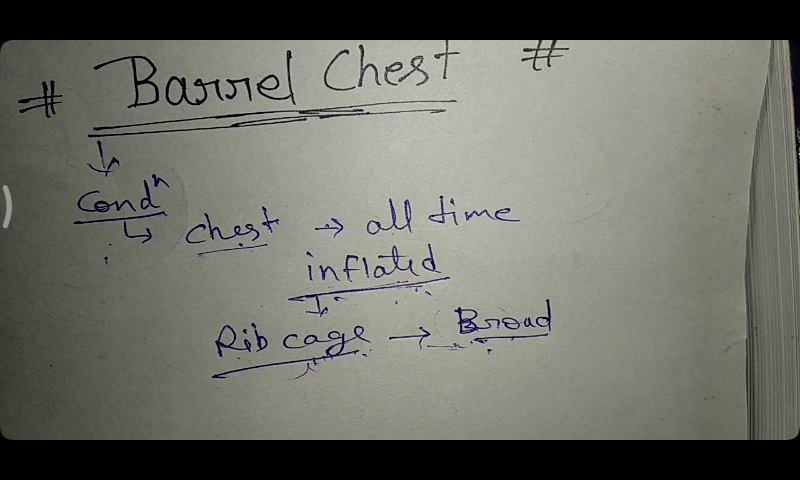 # Barrel Chest #
↓
Condⁿ
↳ Chest → all time
inflated
↓
Rib cage → Broad